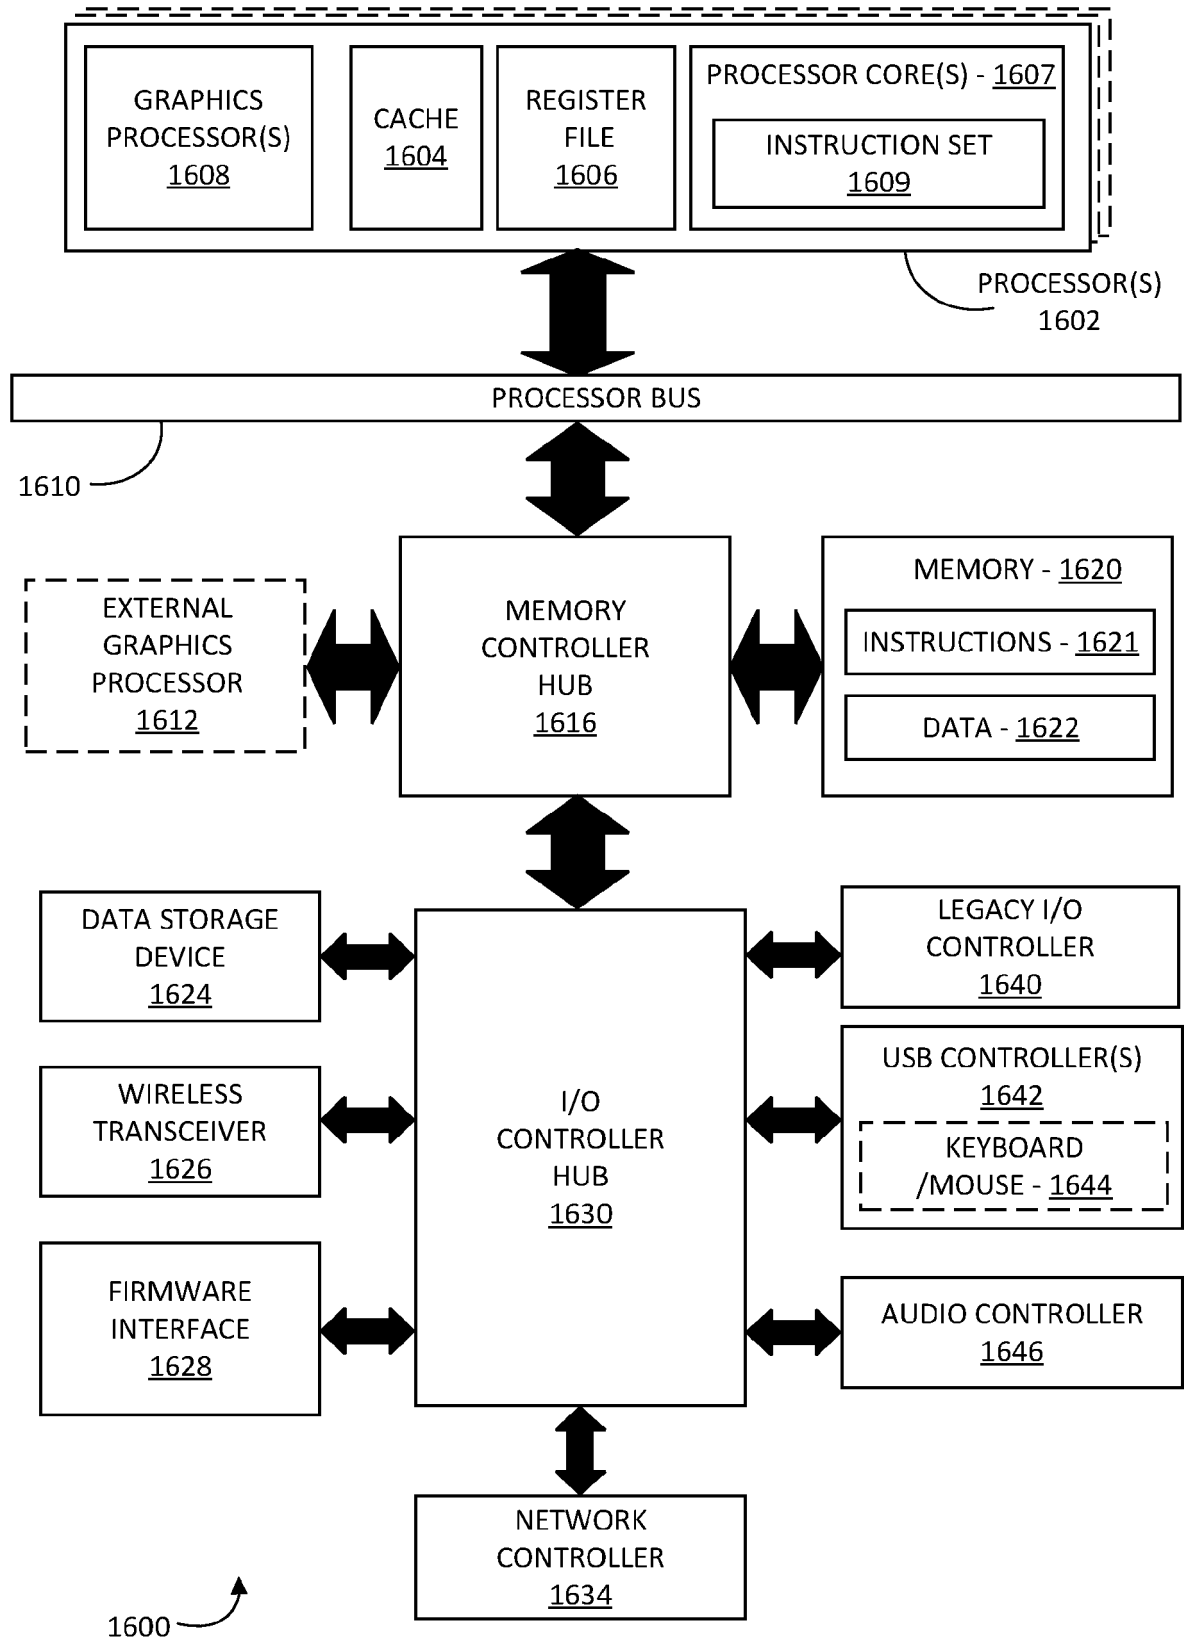 GRAPHICS
PROCESSOR(S)
1608
CACHE
1604
REGISTER
FILE
1606
PROCESSOR CORE(S) - 1607
INSTRUCTION SET
1609
PROCESSOR(S)
1602
PROCESSOR BUS
1610
EXTERNAL
GRAPHICS
PROCESSOR
1612
MEMORY
CONTROLLER
HUB
1616
MEMORY - 1620
INSTRUCTIONS - 1621
DATA - 1622
DATA STORAGE
DEVICE
1624
WIRELESS
TRANSCEIVER
1626
FIRMWARE
INTERFACE
1628
I/O
CONTROLLER
HUB
1630
LEGACY I/O
CONTROLLER
1640
USB CONTROLLER(S)
1642
KEYBOARD
/MOUSE - 1644
AUDIO CONTROLLER
1646
NETWORK
CONTROLLER
1634
1600